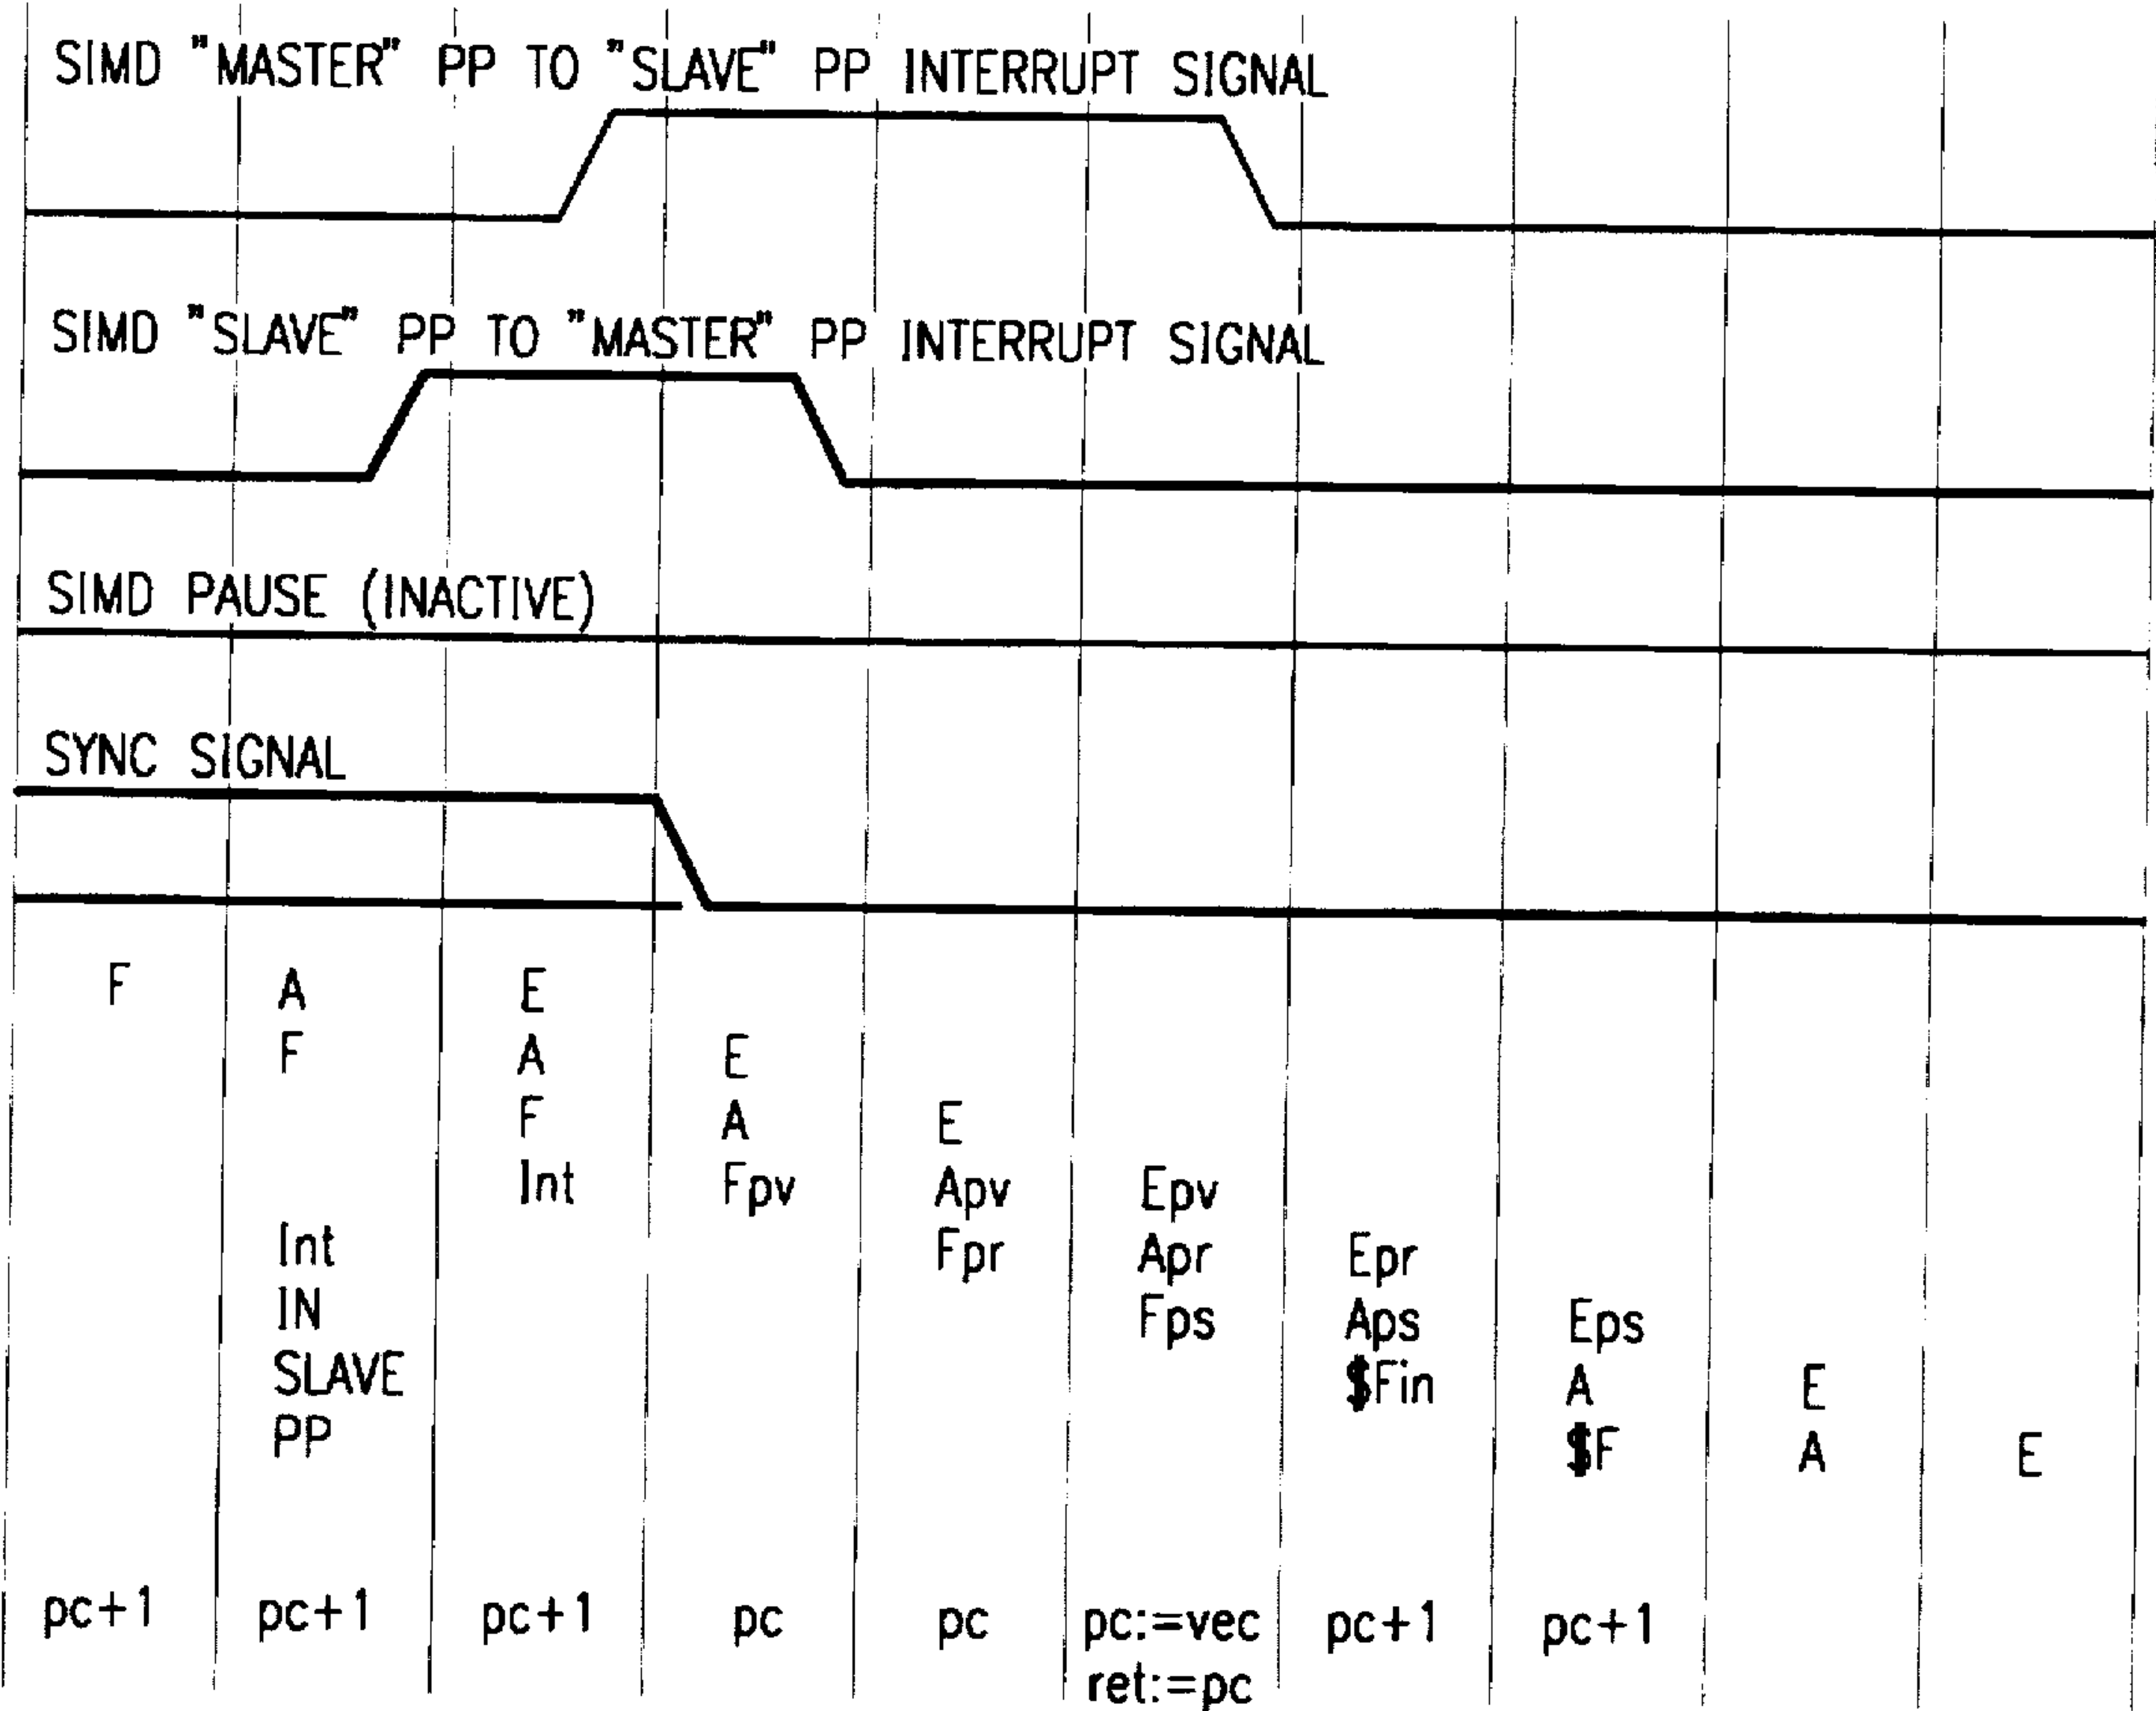 SIMD "MASTER" PP TO "SLAVE" PP INTERRUPT SIGNAL
SIMD "SLAVE" PP TO "MASTER" PP INTERRUPT SIGNAL
SIMD PAUSE (INACTIVE)
SYNC SIGNAL
F A E
F A E
F A E
Int Fpv Apv Epv
Int Fpr Apr Epr
IN Fps Aps Eps
SLAVE $Fin A E
PP $F A E
pc+1 pc+1 pc+1 pc pc pc:=vec pc+1 pc+1
ret:=pc